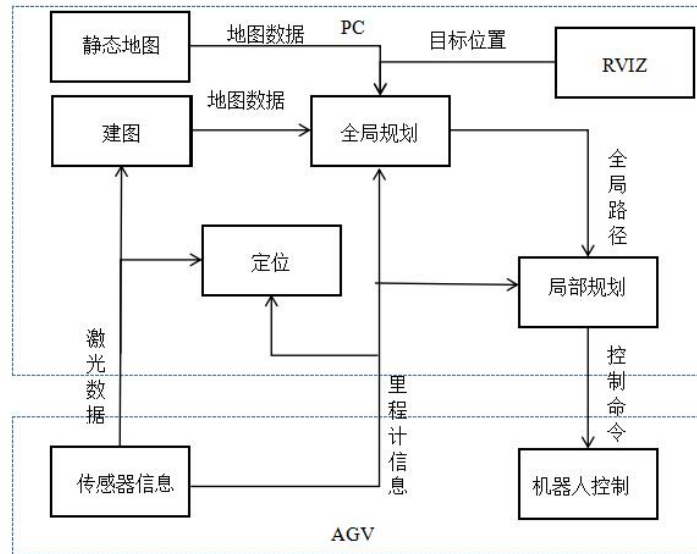 静态地图
地图数据
PC
目标位置
RVIZ
建图
地图数据
全局规划
全局路径
定位
局部规划
激光数据
里程计信息
控制命令
传感器信息
机器人控制
AGV